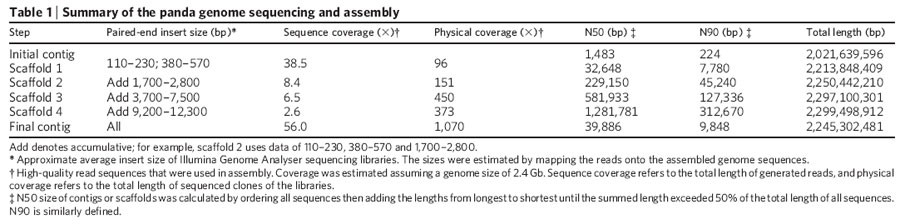 Table 1 | Summary of the panda genome sequencing and assembly
Step Paired-end insert size (bp)* Sequence coverage (×)† Physical coverage (×)† N50 (bp) ‡ N90 (bp) ‡ Total length (bp)
Initial contig 110–230; 380–570 38.5 96 1,483 224 2,021,639,596
Scaffold 1 32,648 7,780 2,213,848,409
Scaffold 2 Add 1,700–2,800 8.4 151 229,150 45,240 2,250,442,210
Scaffold 3 Add 3,700–7,500 6.5 450 581,933 127,336 2,297,100,301
Scaffold 4 Add 9,200–12,300 2.6 373 1,281,781 312,670 2,299,498,912
Final contig All 56.0 1,070 39,886 9,848 2,245,302,481
Add denotes accumulative; for example, scaffold 2 uses data of 110–230, 380–570 and 1,700–2,800.
* Approximate average insert size of Illumina Genome Analyser sequencing libraries. The sizes were estimated by mapping the reads onto the assembled genome sequences.
† High-quality read sequences that were used in assembly. Coverage was estimated assuming a genome size of 2.4 Gb. Sequence coverage refers to the total length of generated reads, and physical
coverage refers to the total length of sequenced clones of the libraries.
‡ N50 size of contigs or scaffolds was calculated by ordering all sequences then adding the lengths from longest to shortest until the summed length exceeded 50% of the total length of all sequences.
N90 is similarly defined.